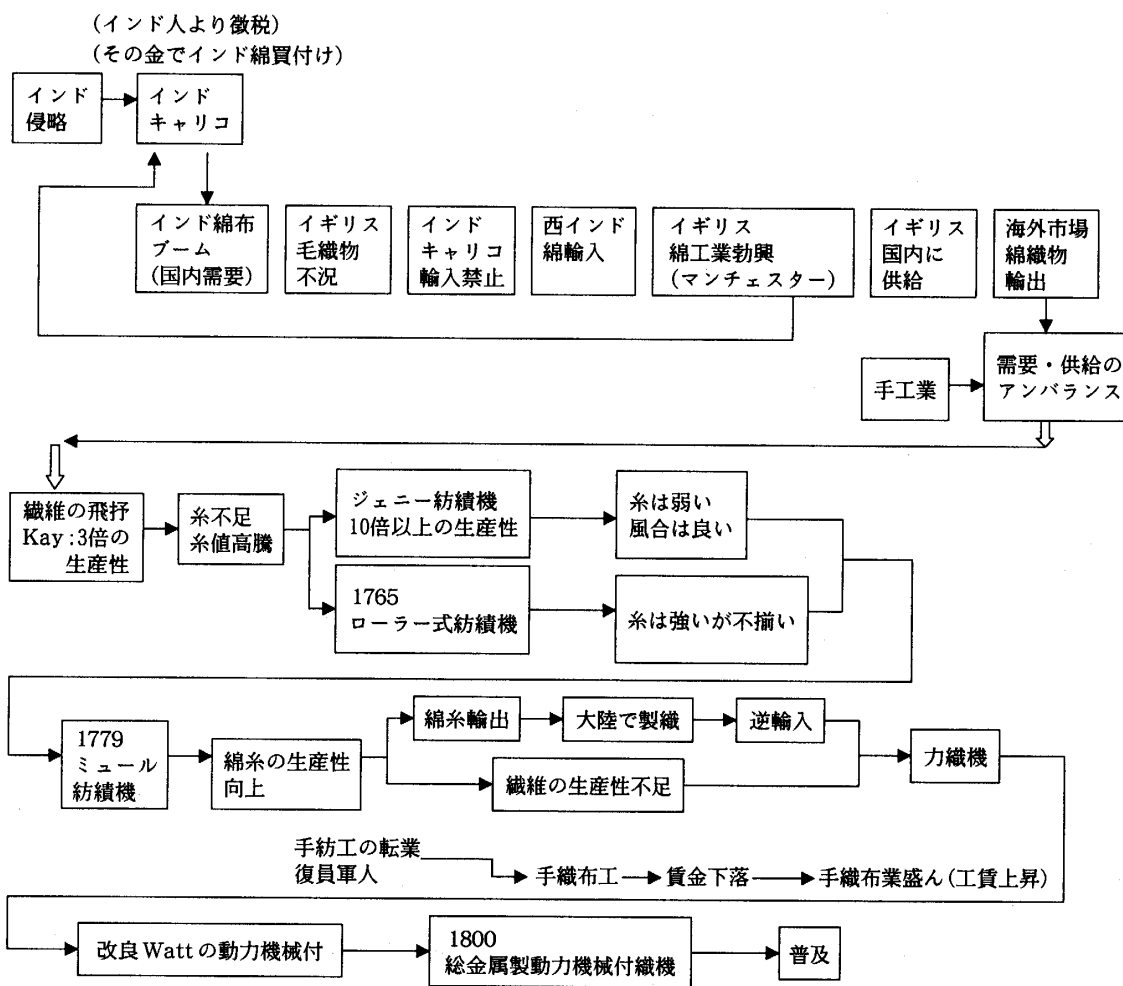 (インド人より徴税)
(その金でインド綿買付け)
インド
侵略
インド
キャリコ
インド綿布
ブーム
(国内需要)
イギリス
毛織物
不況
インド
キャリコ
輸入禁止
西インド
綿輸入
イギリス
綿工業勃興
(マンチェスター)
イギリス
国内に
供給
海外市場
綿織物
輸出
手工業
需要・供給の
アンバランス
繊維の飛抒
Kay:3倍の
生産性
糸不足
糸値高騰
ジェニー紡績機
10倍以上の生産性
糸は弱い
風合は良い
1765
ローラー式紡績機
糸は強いが不揃い
1779
ミュール
紡績機
綿糸の生産性
向上
綿糸輸出
大陸で製織
逆輸入
繊維の生産性不足
力織機
手紡工の転業
復員軍人
手織布工
賃金下落
手織布業盛ん(工賃上昇)
改良Wattの動力機械付
1800
総金属製動力機械付織機
普及